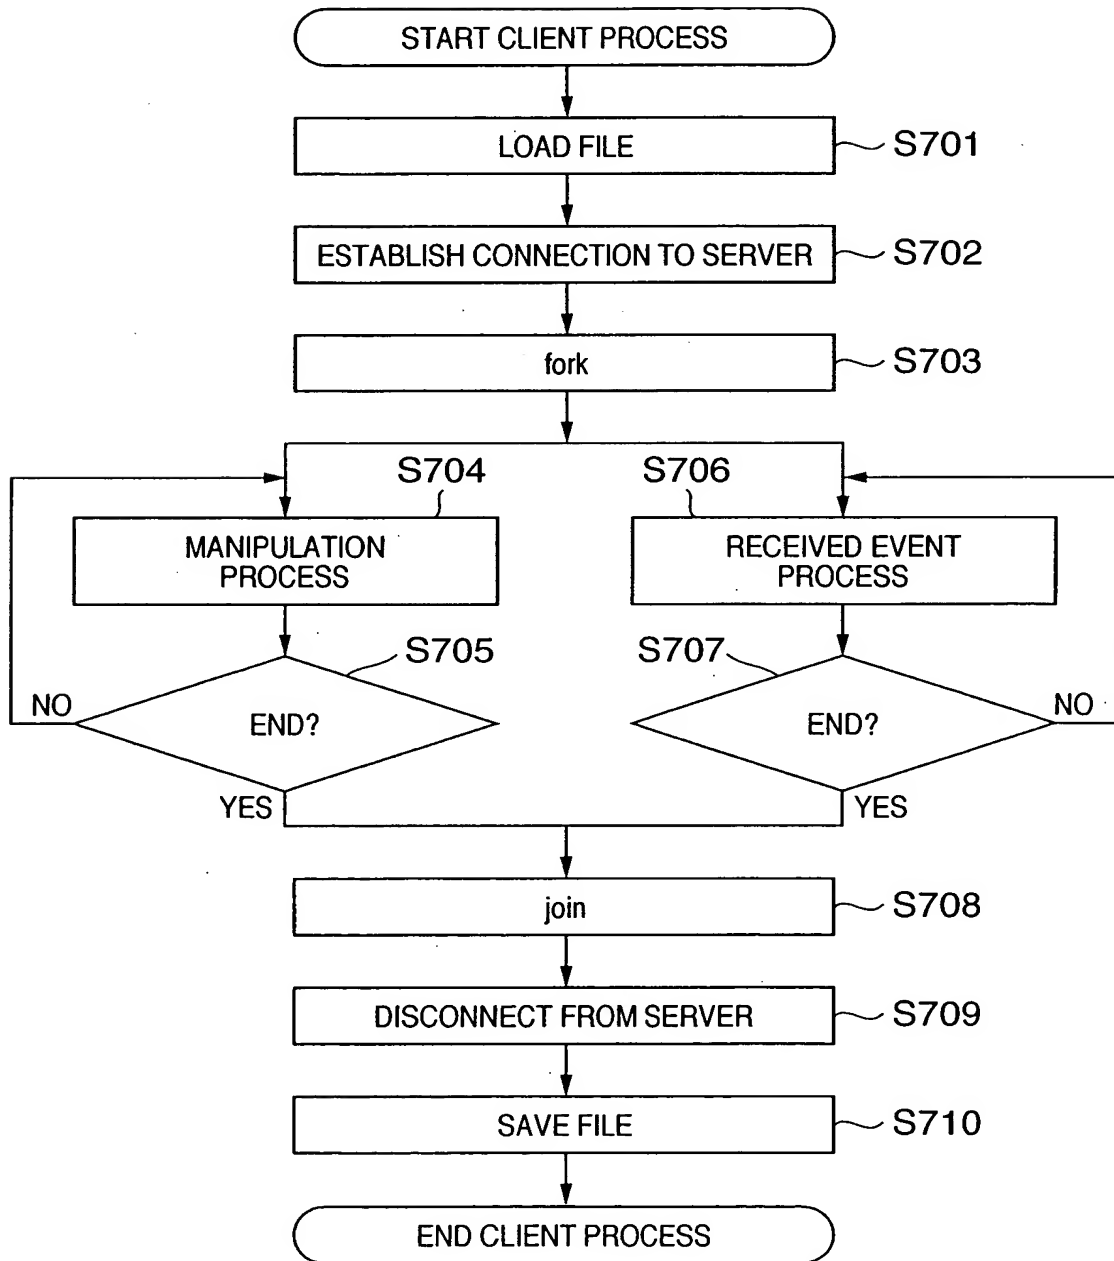 START CLIENT PROCESS
LOAD FILE
S701
ESTABLISH CONNECTION TO SERVER
S702
fork
S703
S704
S706
MANIPULATION
PROCESS
RECEIVED EVENT
PROCESS
S705
S707
NO
END?
END?
NO
YES
YES
join
S708
DISCONNECT FROM SERVER
S709
SAVE FILE
S710
END CLIENT PROCESS